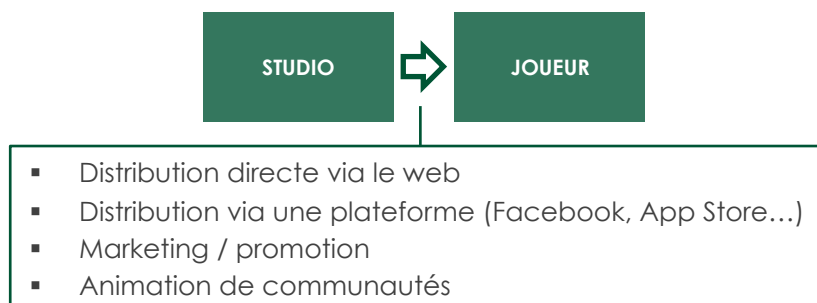 STUDIO
JOUEUR
▪ Distribution directe via le web
▪ Distribution via une plateforme (Facebook, App Store…)
▪ Marketing / promotion
▪ Animation de communautés